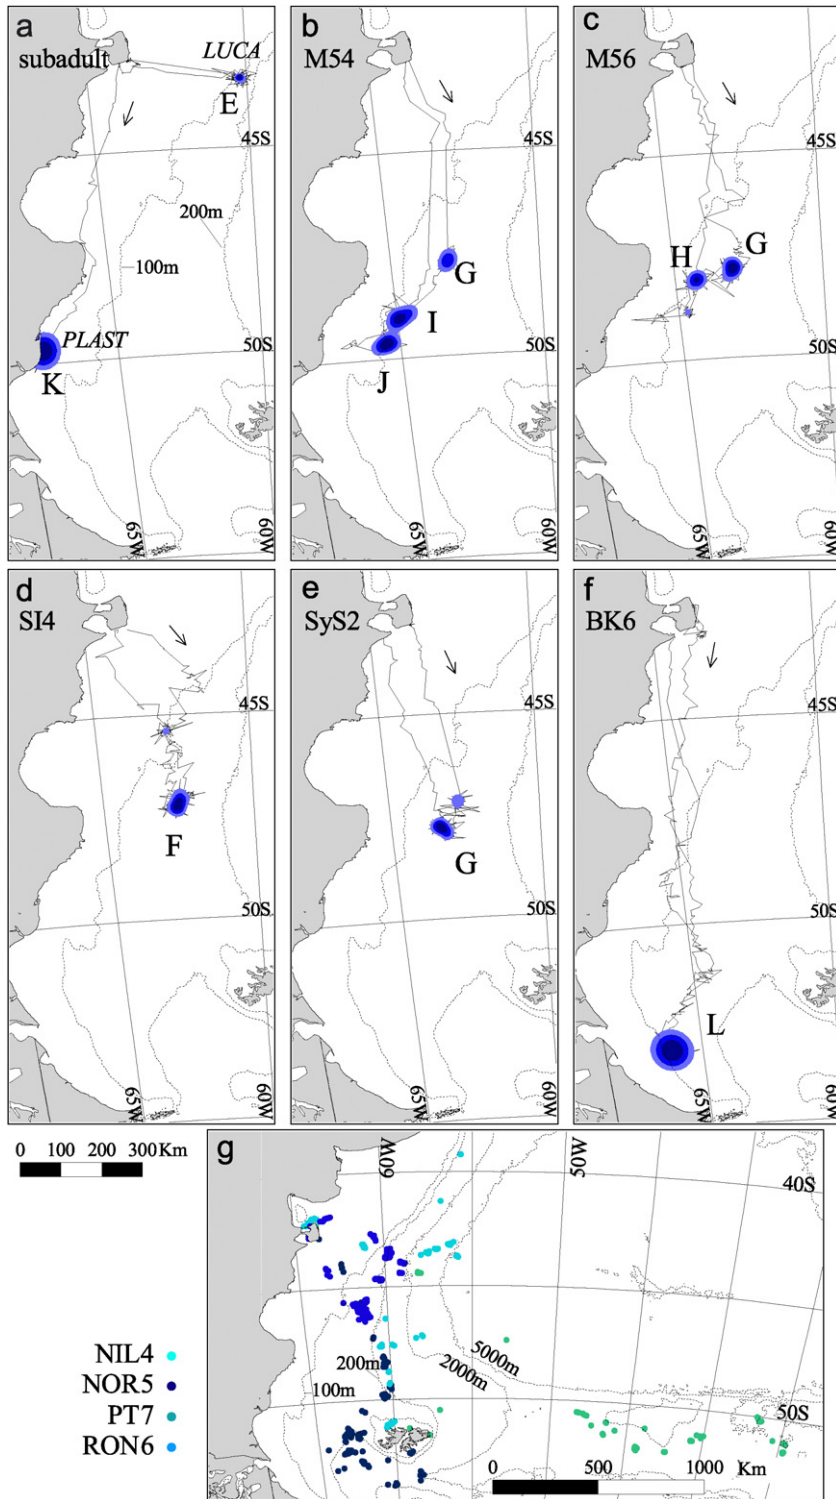 a
subadult
LUCA
E
45S
200m
100m
PLAST
K
50S
65W
60W
b
M54
45S
G
I
J
50S
65W
60W
c
M56
45S
H
G
50S
65W
60W
d
SI4
45S
F
50S
65W
60W
e
SyS2
45S
G
50S
65W
60W
f
BK6
45S
50S
L
65W
60W
0 100 200 300 Km
g
60W
50W
40S
5000m
2000m
200m
100m
50S
NIL4
NOR5
PT7
RON6
0 500 1000 Km